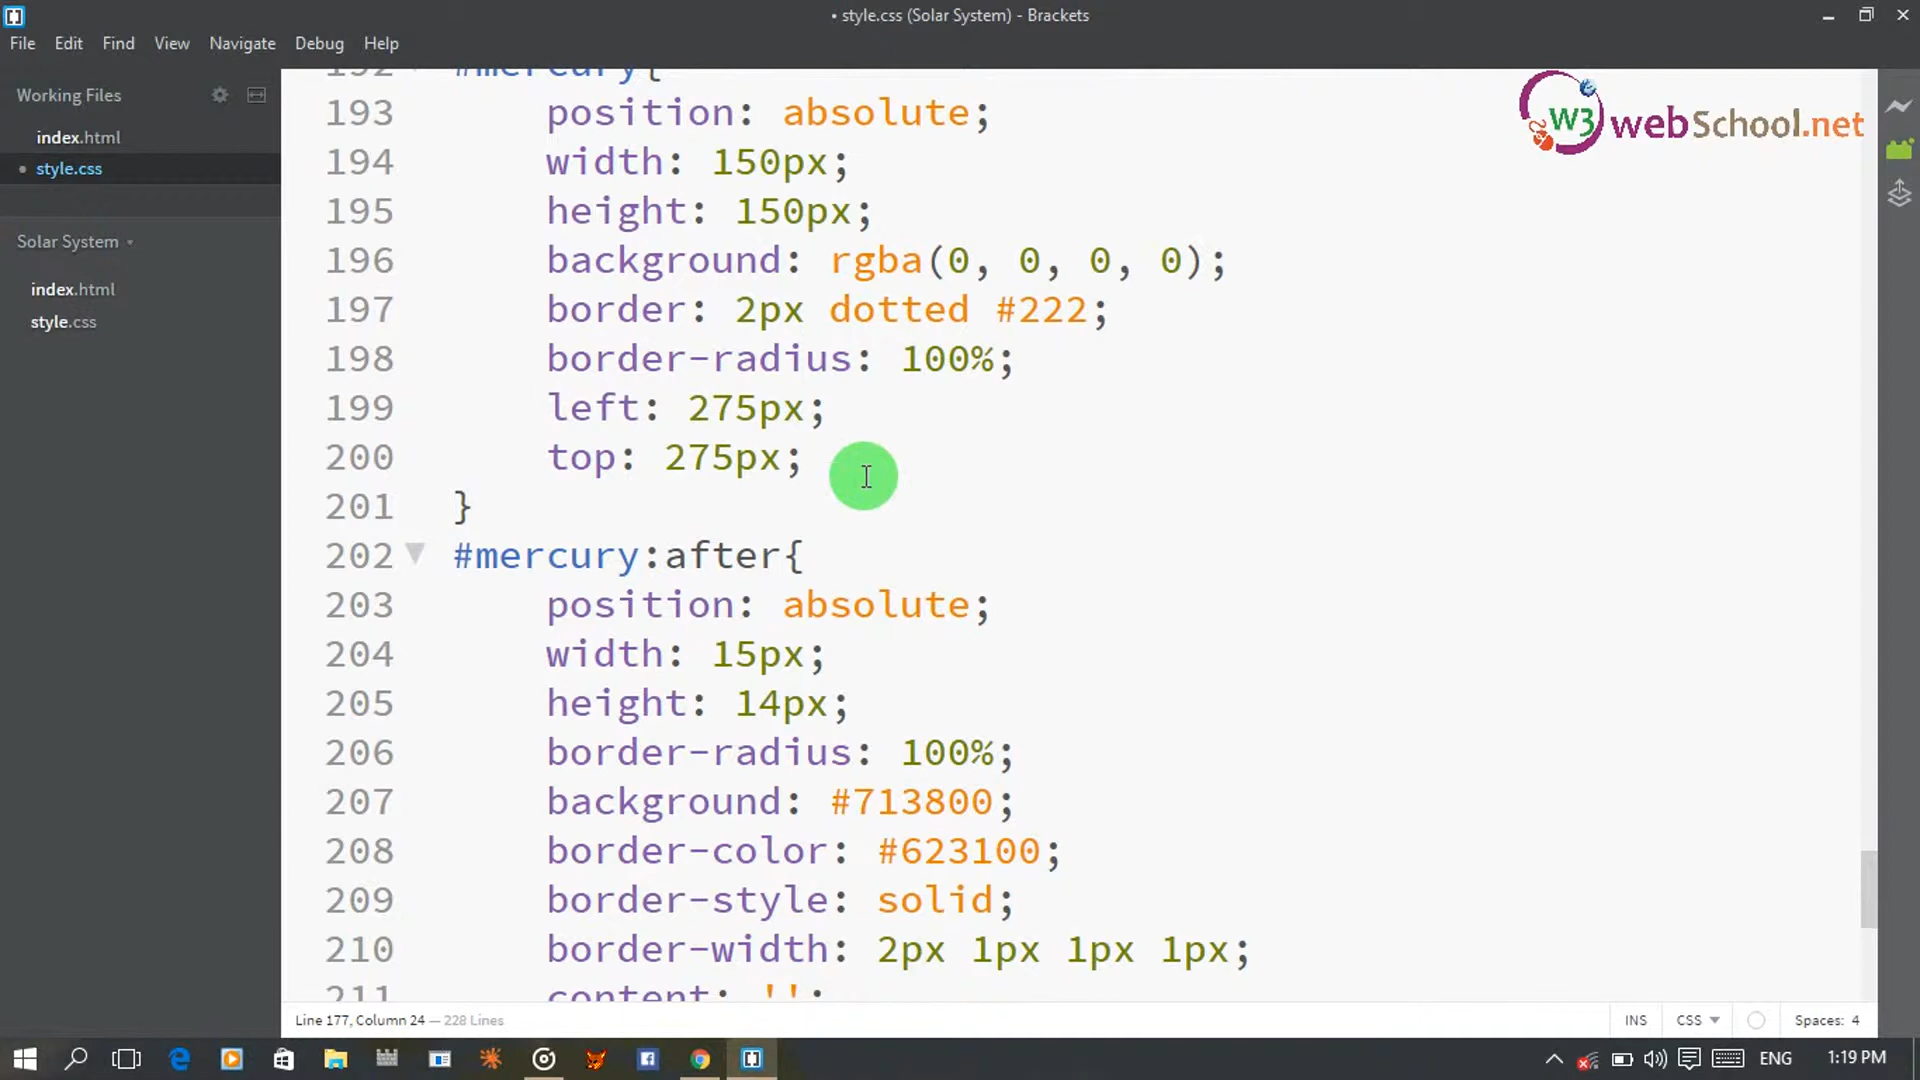 • style.css (Solar System) - Brackets
File Edit Find View Navigate Debug Help
Working Files
index.html
• style.css
Solar System
index.html
style.css
W3 webSchool.net
192 #mercury{
193 position: absolute;
194 width: 150px;
195 height: 150px;
196 background: rgba(0, 0, 0, 0);
197 border: 2px dotted #222;
198 border-radius: 100%;
199 left: 275px;
200 top: 275px;
201 }
202 #mercury:after{
203 position: absolute;
204 width: 15px;
205 height: 14px;
206 border-radius: 100%;
207 background: #713800;
208 border-color: #623100;
209 border-style: solid;
210 border-width: 2px 1px 1px 1px;
211 content: '';
Line 177, Column 24 — 228 Lines
INS CSS Spaces: 4
ENG 1:19 PM